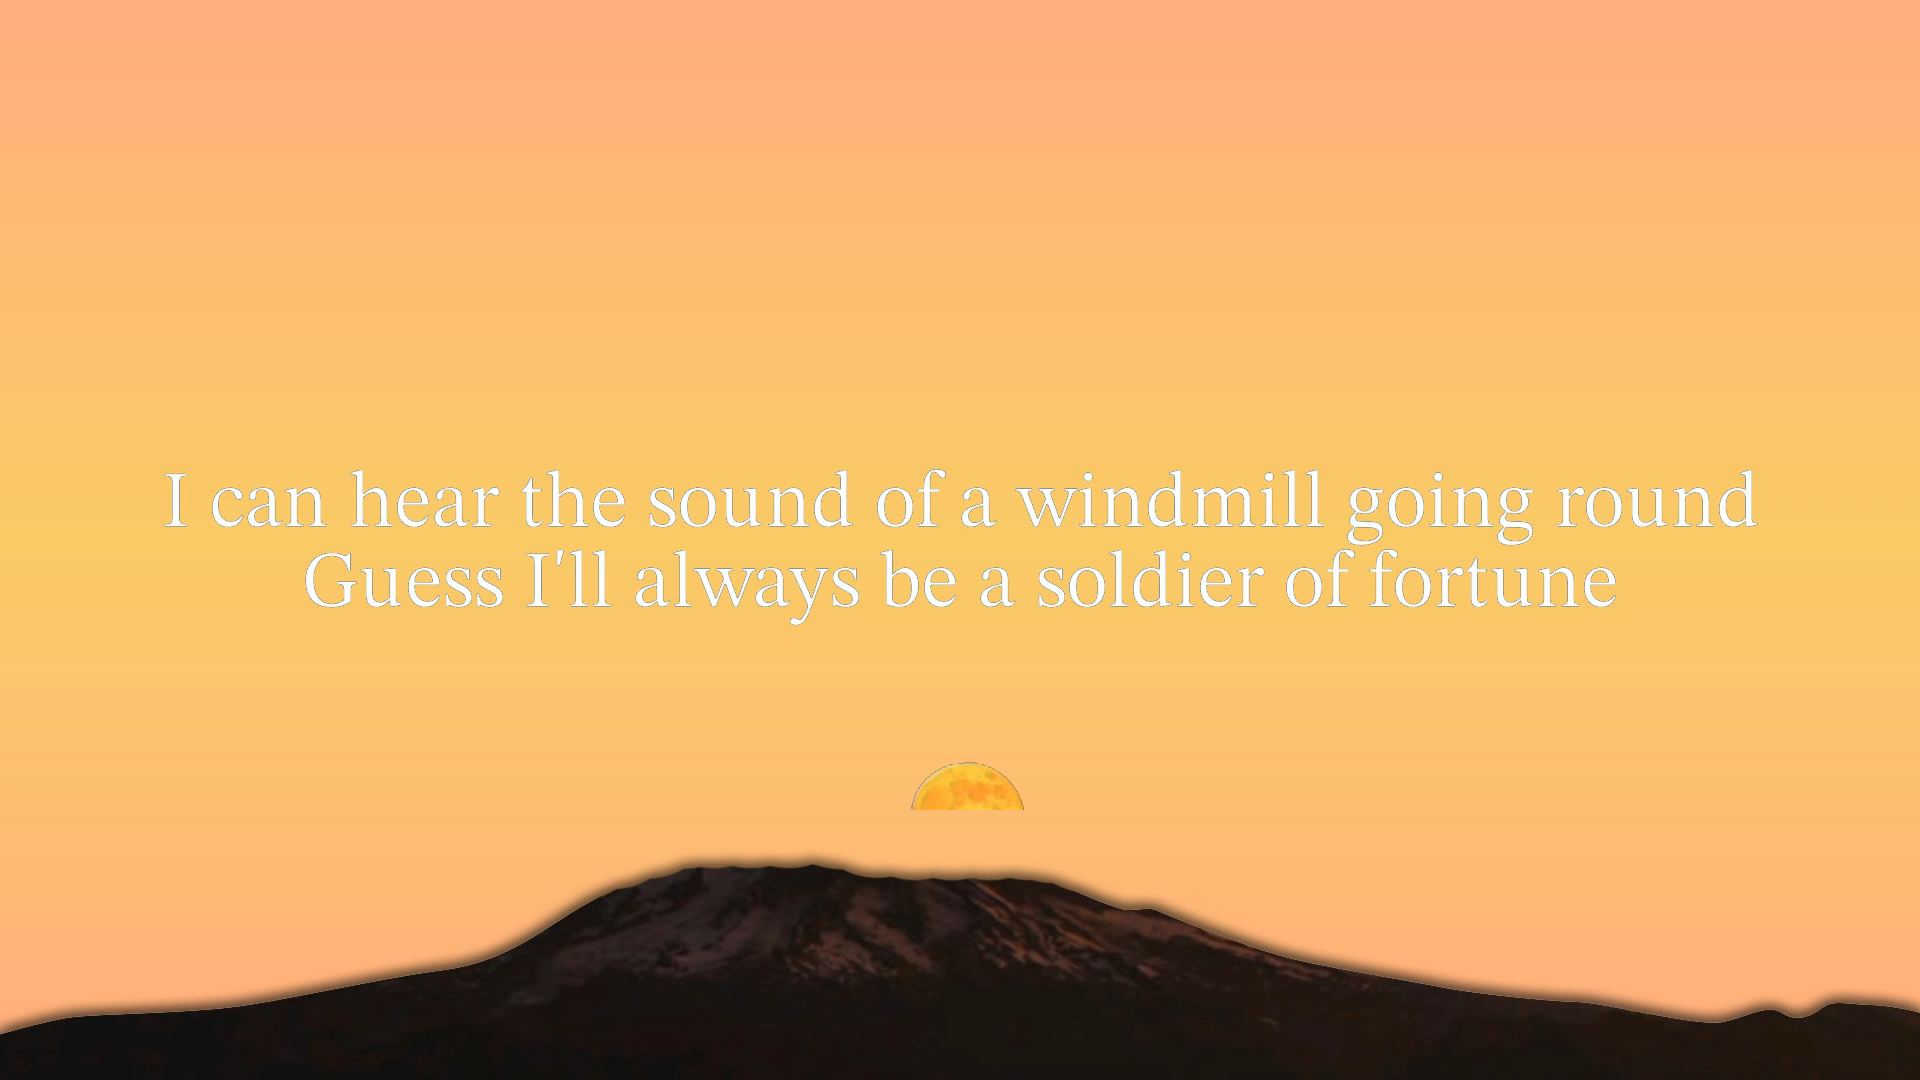 I can hear the sound of a windmill going round
Guess I'll always be a soldier of fortune